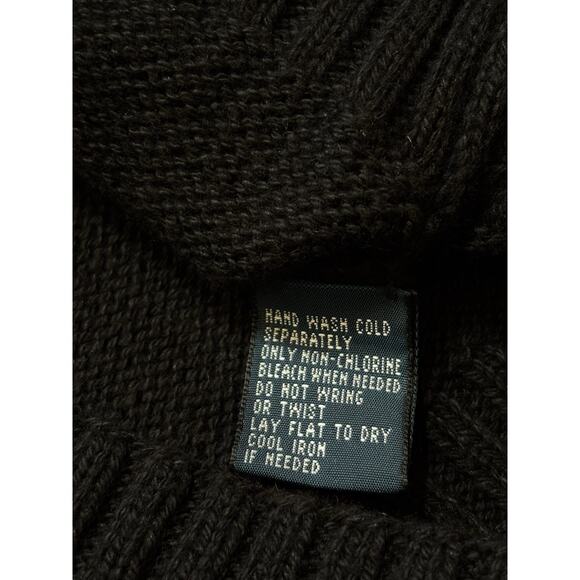 HAND WASH COLD
SEPARATELY
ONLY NON-CHLORINE
BLEACH WHEN NEEDED
DO NOT WRING
OR TWIST
LAY FLAT TO DRY
COOL IRON
IF NEEDED